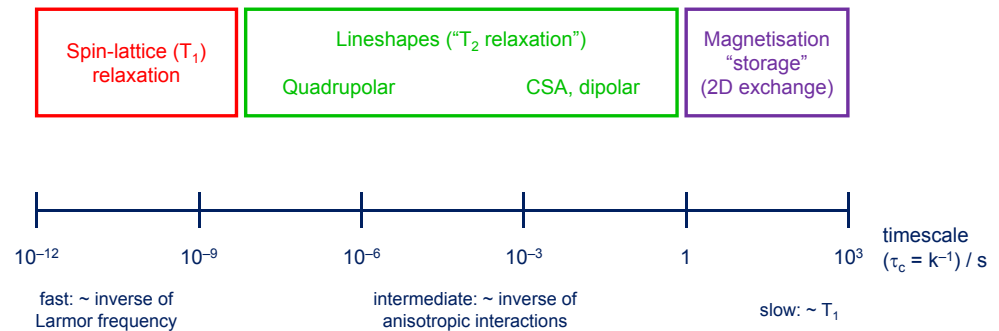 Spin-lattice (T₁)
relaxation
Lineshapes (“T₂ relaxation”)
Quadrupolar
CSA, dipolar
Magnetisation
“storage”
(2D exchange)
10⁻¹²
10⁻⁹
10⁻⁶
10⁻³
1
10³
timescale
(τc = k⁻¹) / s
fast: ~ inverse of
Larmor frequency
intermediate: ~ inverse of
anisotropic interactions
slow: ~ T₁